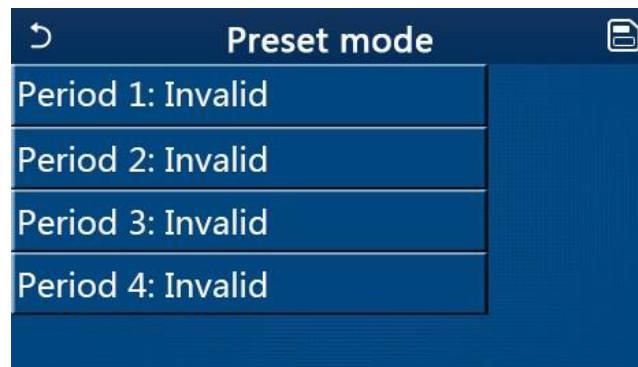 Preset mode
Period 1: Invalid
Period 2: Invalid
Period 3: Invalid
Period 4: Invalid